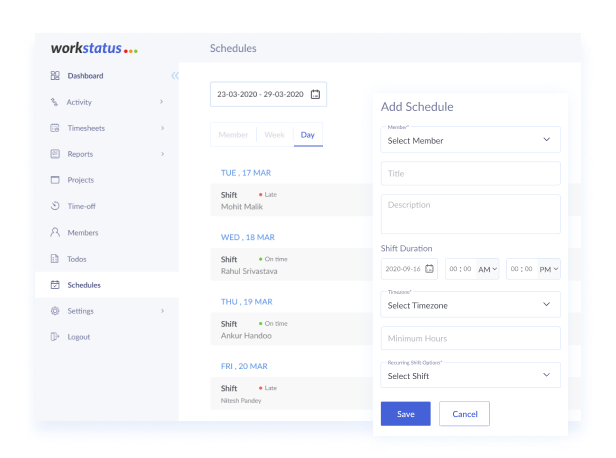 workstatus
Schedules
Dashboard
Activity
Timesheets
Reports
Projects
Time-off
Members
Todos
Schedules
Settings
Logout
23-03-2020 - 29-03-2020
Member Week Day
TUE , 17 MAR
Shift Late
Mohit Malik
WED , 18 MAR
Shift On time
Rahul Srivastava
THU , 19 MAR
Shift On time
Ankur Handoo
FRI , 20 MAR
Shift Late
Nitesh Pandey
Add Schedule
Member*
Select Member
Title
Description
Shift Duration
2020-09-16 00 : 00 AM 00 : 00 PM
Timezone*
Select Timezone
Minimum Hours
Recurring Shift Options*
Select Shift
Save Cancel